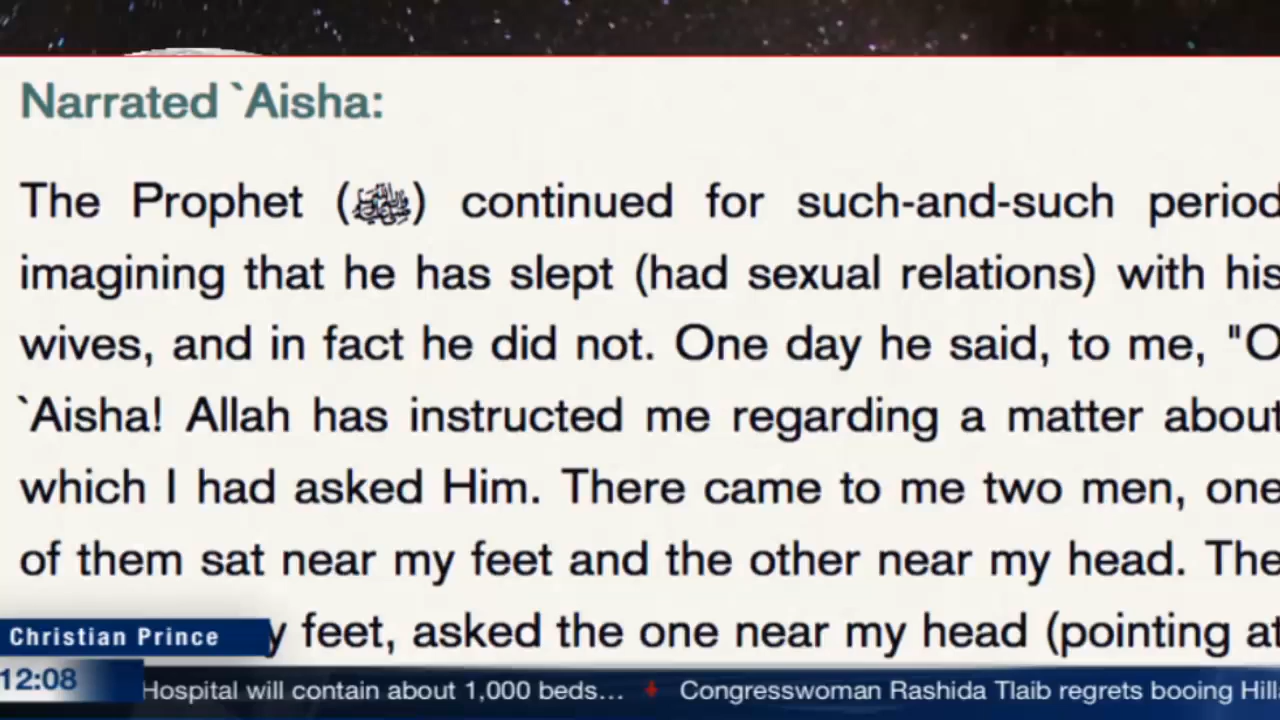 Narrated `Aisha:
The Prophet (ﷺ) continued for such-and-such period
imagining that he has slept (had sexual relations) with his
wives, and in fact he did not. One day he said, to me, "O
`Aisha! Allah has instructed me regarding a matter about
which I had asked Him. There came to me two men, one
of them sat near my feet and the other near my head. The
y feet, asked the one near my head (pointing at
Christian Prince
12:08
Hospital will contain about 1,000 beds... Congresswoman Rashida Tlaib regrets booing Hill